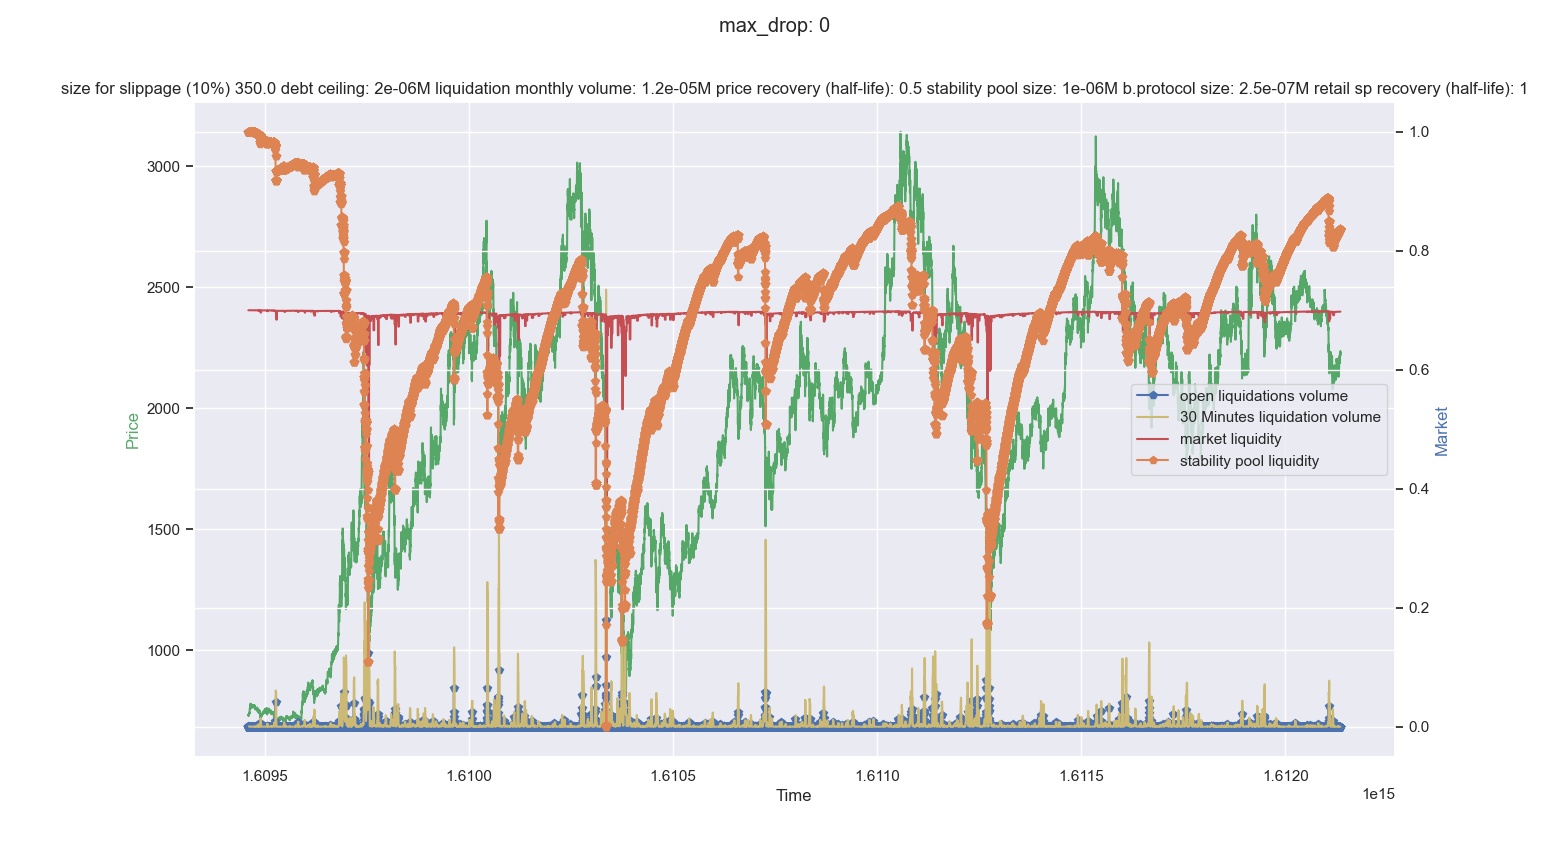 max_drop: 0
size for slippage (10%) 350.0 debt ceiling: 2e-06M liquidation monthly volume: 1.2e-05M price recovery (half-life): 0.5 stability pool size: 1e-06M b.protocol size: 2.5e-07M retail sp recovery (half-life): 1
3000
2500
2000
1500
1000
Price
1.0
0.8
0.6
0.4
0.2
0.0
Market
open liquidations volume
30 Minutes liquidation volume
market liquidity
stability pool liquidity
1.6095
1.6100
1.6105
1.6110
1.6115
1.6120
Time
1e15